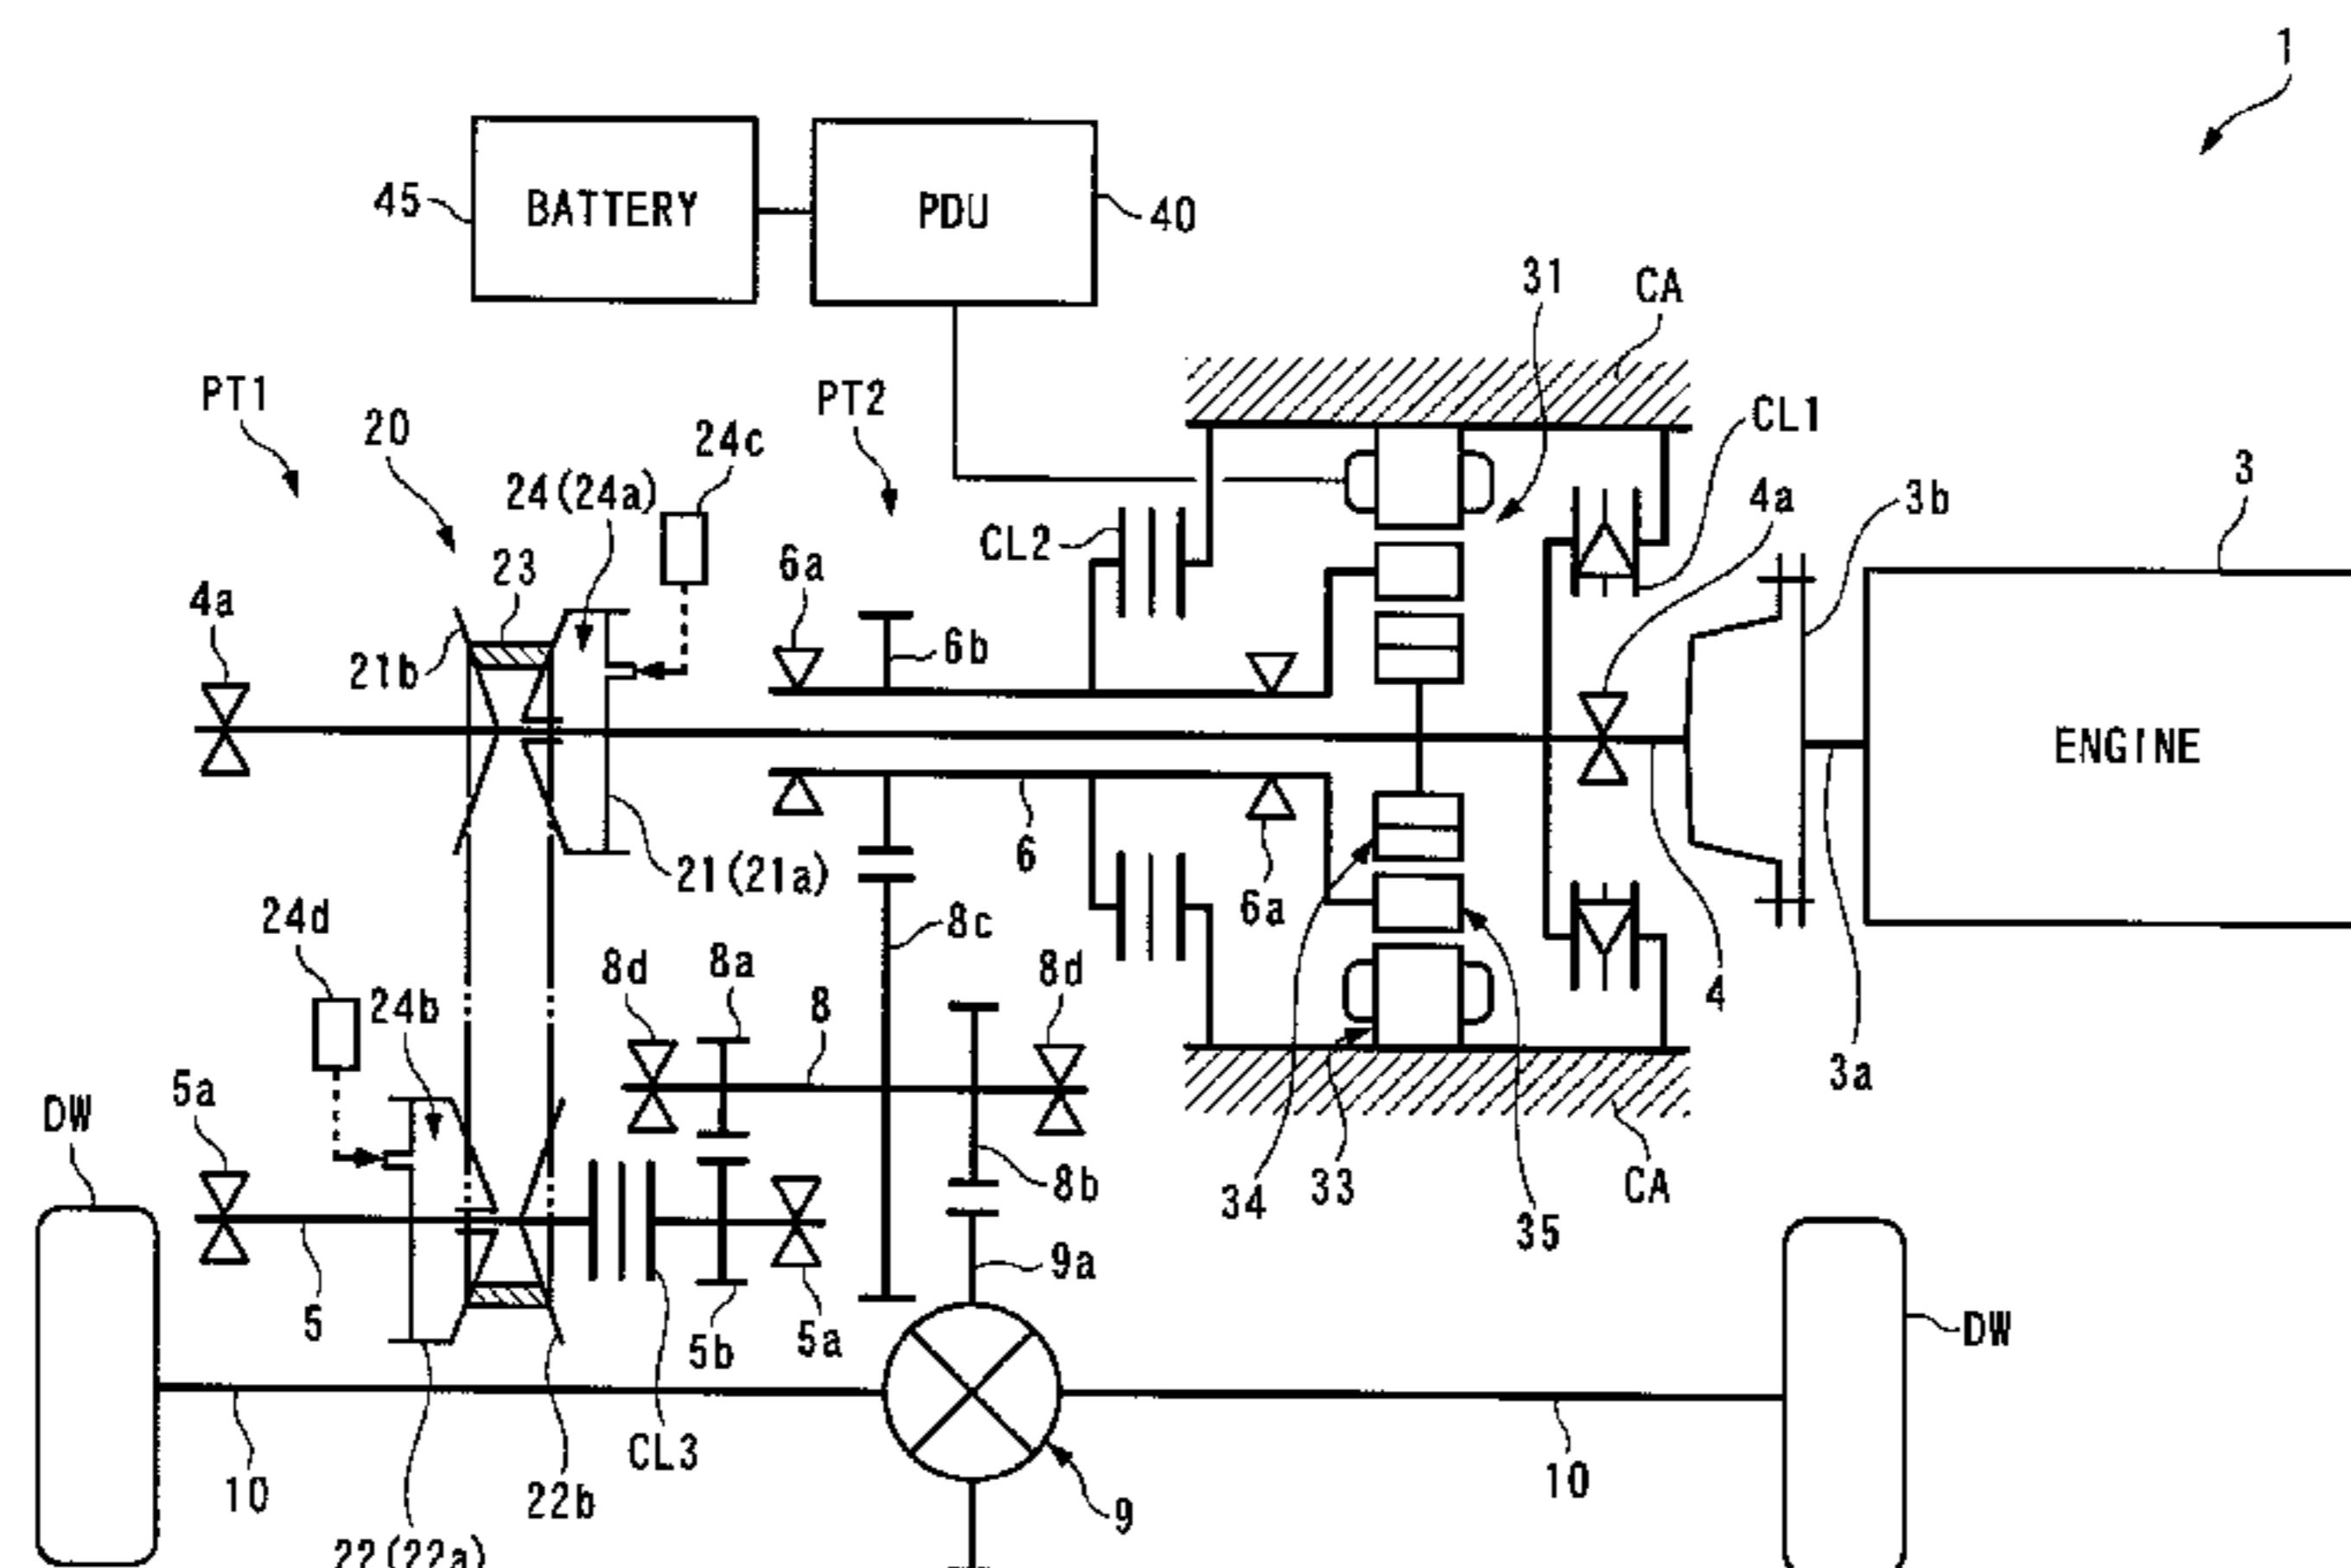 1
45
BATTERY
PDU
40
31
CA
PT1
20
24(24a)
24c
PT2
CL1
4a
3b
3
CL2
23
6a
4a
21b
6b
ENGINE
6
21(21a)
6a
8c
24d
24b
8d
8a
8
8d
4
3a
5a
DW
8b
34
33
35
CA
9a
5
5b
5a
DW
CL3
10
22b
10
9
22(22a)